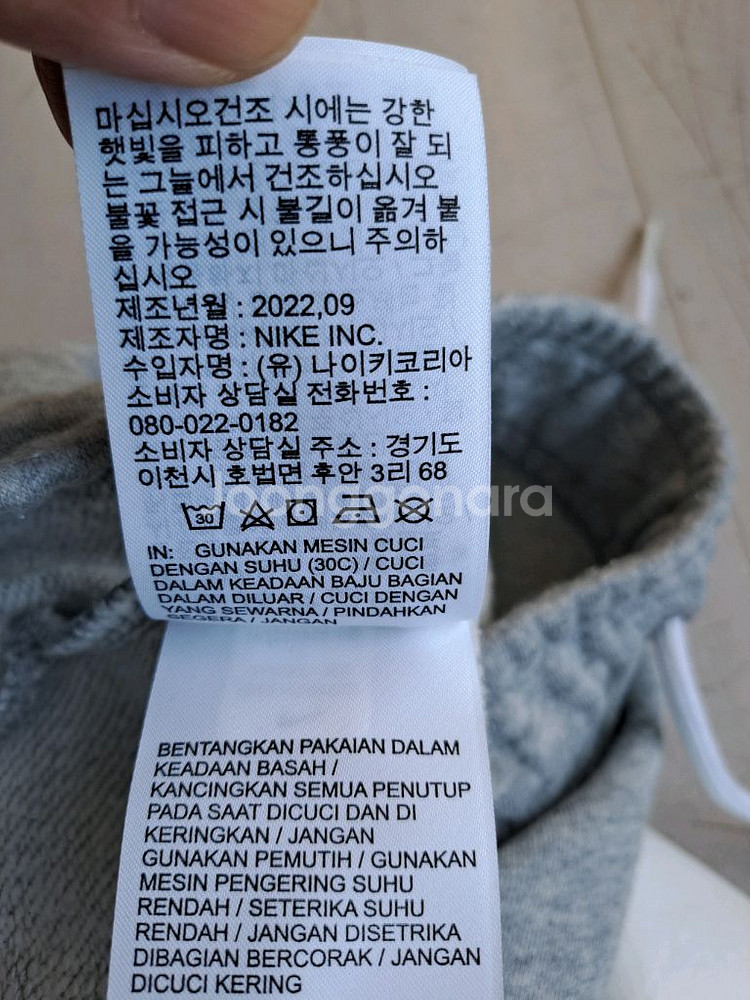 마십시오건조 시에는 강한
햇빛을 피하고 통풍이 잘 되
는 그늘에서 건조하십시오
불꽃 접근 시 불길이 옮겨 붙
을 가능성이 있으니 주의하
십시오
제조년월 : 2022,09
제조자명 : NIKE INC.
수입자명 : (유) 나이키코리아
소비자 상담실 전화번호 :
080-022-0182
소비자 상담실 주소 : 경기도
이천시 호법면 후안 3리 68
Joonggonara
30
IN: GUNAKAN MESIN CUCI
DENGAN SUHU (30C) / CUCI
DALAM KEADAAN BAJU BAGIAN
DALAM DILUAR / CUCI DENGAN
YANG SEWARNA / PINDAHKAN
SEGERA / JANGAN
BENTANGKAN PAKAIAN DALAM
KEADAAN BASAH /
KANCINGKAN SEMUA PENUTUP
PADA SAAT DICUCI DAN DI
KERINGKAN / JANGAN
GUNAKAN PEMUTIH / GUNAKAN
MESIN PENGERING SUHU
RENDAH / SETERIKA SUHU
RENDAH / JANGAN DISETRIKA
DIBAGIAN BERCORAK / JANGAN
DICUCI KERING